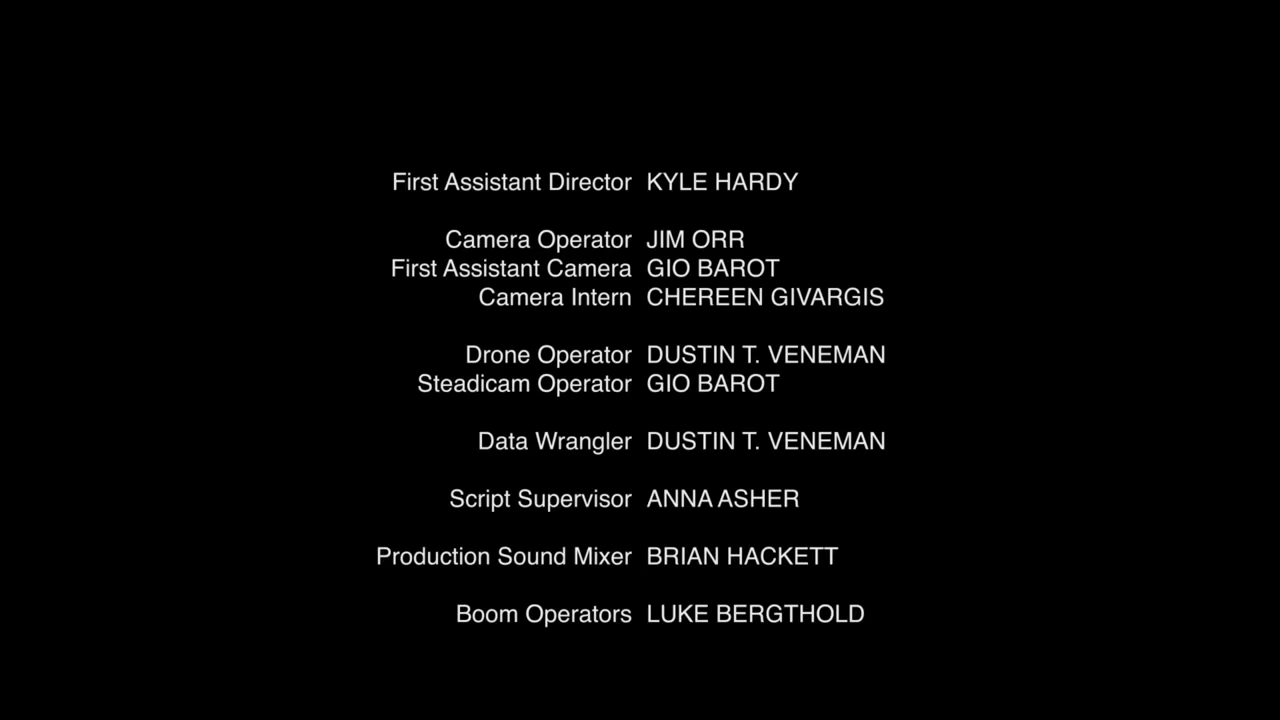 First Assistant Director KYLE HARDY
Camera Operator JIM ORR
First Assistant Camera GIO BAROT
Camera Intern CHEREEN GIVARGIS
Drone Operator DUSTIN T. VENEMAN
Steadicam Operator GIO BAROT
Data Wrangler DUSTIN T. VENEMAN
Script Supervisor ANNA ASHER
Production Sound Mixer BRIAN HACKETT
Boom Operators LUKE BERGTHOLD